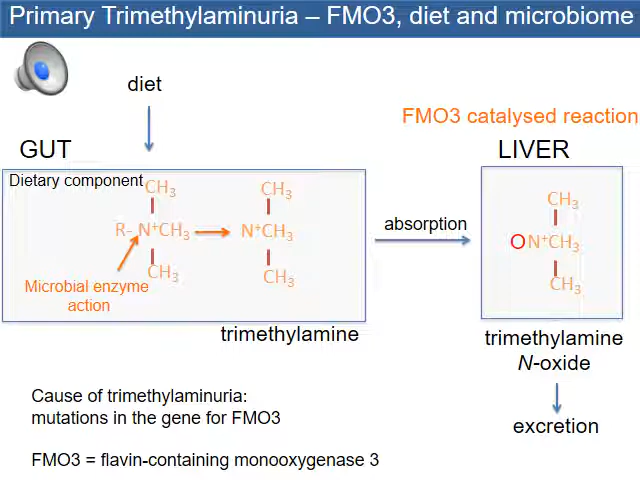 Primary Trimethylaminuria – FMO3, diet and microbiome
diet
FMO3 catalysed reaction
GUT
LIVER
Dietary component
CH₃
R- N⁺CH₃
CH₃
Microbial enzyme
action
CH₃
N⁺CH₃
CH₃
trimethylamine
absorption
CH₃
O N⁺CH₃
CH₃
trimethylamine
N-oxide
excretion
Cause of trimethylaminuria:
mutations in the gene for FMO3
FMO3 = flavin-containing monooxygenase 3